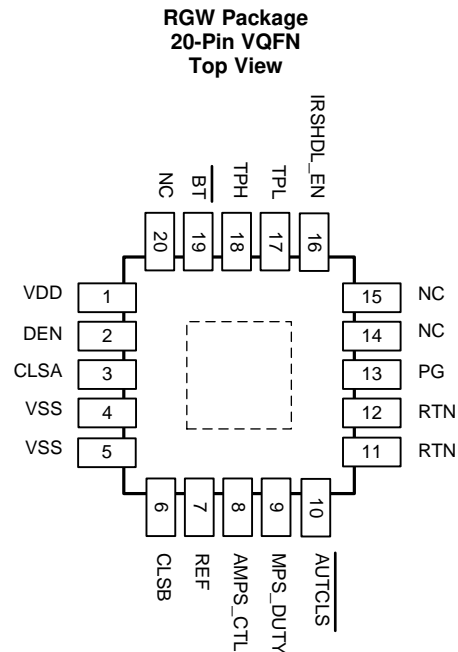 RGW Package
20-Pin VQFN
Top View
IRSHDL_EN
TPL
TPH
BT
NC
20
19
18
17
16
VDD
1
15
NC
DEN
2
14
NC
CLSA
3
13
PG
VSS
4
12
RTN
VSS
5
11
RTN
6
7
8
9
10
CLSB
REF
AMPS_CTL
MPS_DUTY
AUTCLS